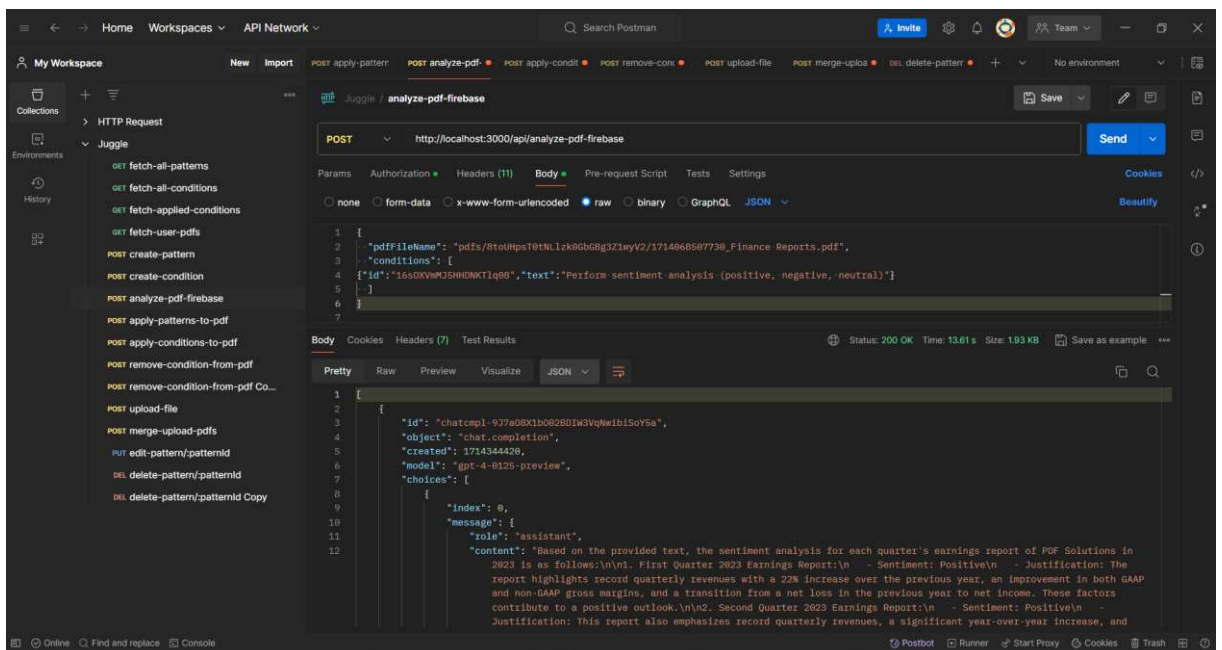 Home Workspaces API Network Search Postman Invite Team
My Workspace New Import POST apply-pattern POST analyze-pdf- POST apply-condit POST remove-cond POST upload-file POST merge-uploa DEL delete-pattern No environment
Collections
Environments
History
HTTP Request
Juggle
GET fetch-all-patterns
GET fetch-all-conditions
GET fetch-applied-conditions
GET fetch-user-pdfs
POST create-pattern
POST create-condition
POST analyze-pdf-firebase
POST apply-patterns-to-pdf
POST apply-conditions-to-pdf
POST remove-condition-from-pdf
POST remove-condition-from-pdf Co...
POST upload-file
POST merge-upload-pdfs
PUT edit-pattern/:patternId
DEL delete-pattern/:patternId
DEL delete-pattern/:patternId Copy
HTTP Juggle / analyze-pdf-firebase Save
POST http://localhost:3000/api/analyze-pdf-firebase Send
Params Authorization Headers (11) Body Pre-request Script Tests Settings Cookies
none form-data x-www-form-urlencoded raw binary GraphQL JSON Beautify
1 {
2 "pdfFileName": "pdfs/8toUHpsT0tNLlzk0GbGBg3Z1myV2/1714068507730_Finance Reports.pdf",
3 "conditions": [
4 {"id":"16sOXVmMJ5HHDNKTlq08","text":"Perform sentiment analysis (positive, negative, neutral)"}
5 ]
6 }
7
Body Cookies Headers (7) Test Results Status: 200 OK Time: 13.61 s Size: 1.93 KB Save as example
Pretty Raw Preview Visualize JSON
1 [
2 {
3 "id": "chatcmpl-9J7aO8X1bO02BDIW3VqNwibiSoY5a",
4 "object": "chat.completion",
5 "created": 1714344420,
6 "model": "gpt-4-0125-preview",
7 "choices": [
8 {
9 "index": 0,
10 "message": {
11 "role": "assistant",
12 "content": "Based on the provided text, the sentiment analysis for each quarter's earnings report of PDF Solutions in
2023 is as follows:\n\n1. First Quarter 2023 Earnings Report:\n - Sentiment: Positive\n - Justification: The
report highlights record quarterly revenues with a 22% increase over the previous year, an improvement in both GAAP
and non-GAAP gross margins, and a transition from a net loss in the previous year to net income. These factors
contribute to a positive outlook.\n\n2. Second Quarter 2023 Earnings Report:\n - Sentiment: Positive\n -
Justification: This report also emphasizes record quarterly revenues, a significant year-over-year increase, and
Online Find and replace Console Postbot Runner Start Proxy Cookies Trash